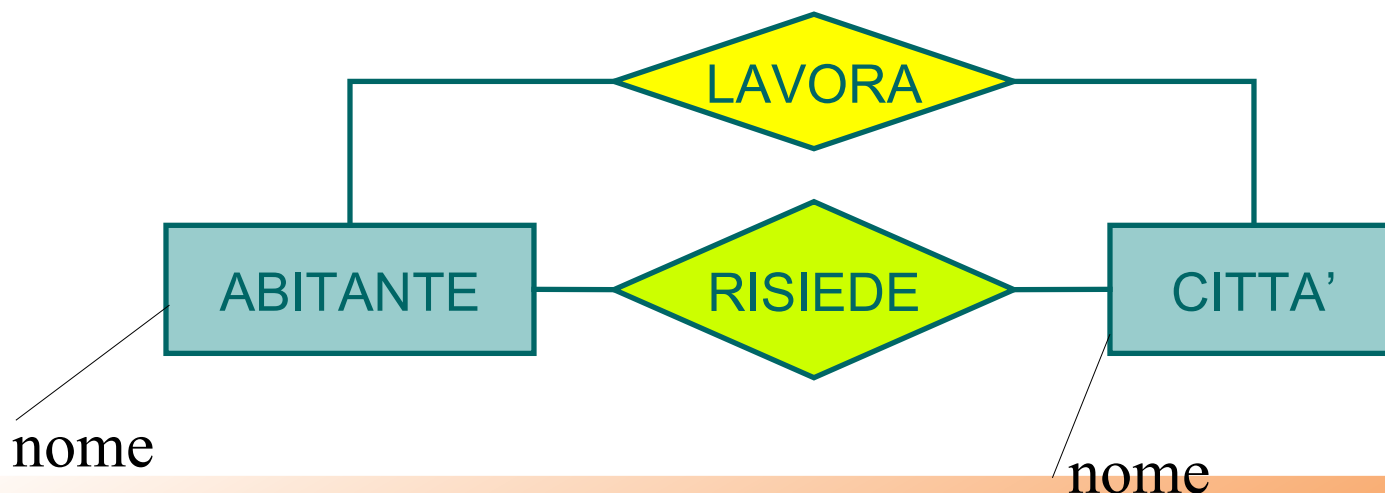 LAVORA
ABITANTE
RISIEDE
CITTA’
nome
nome